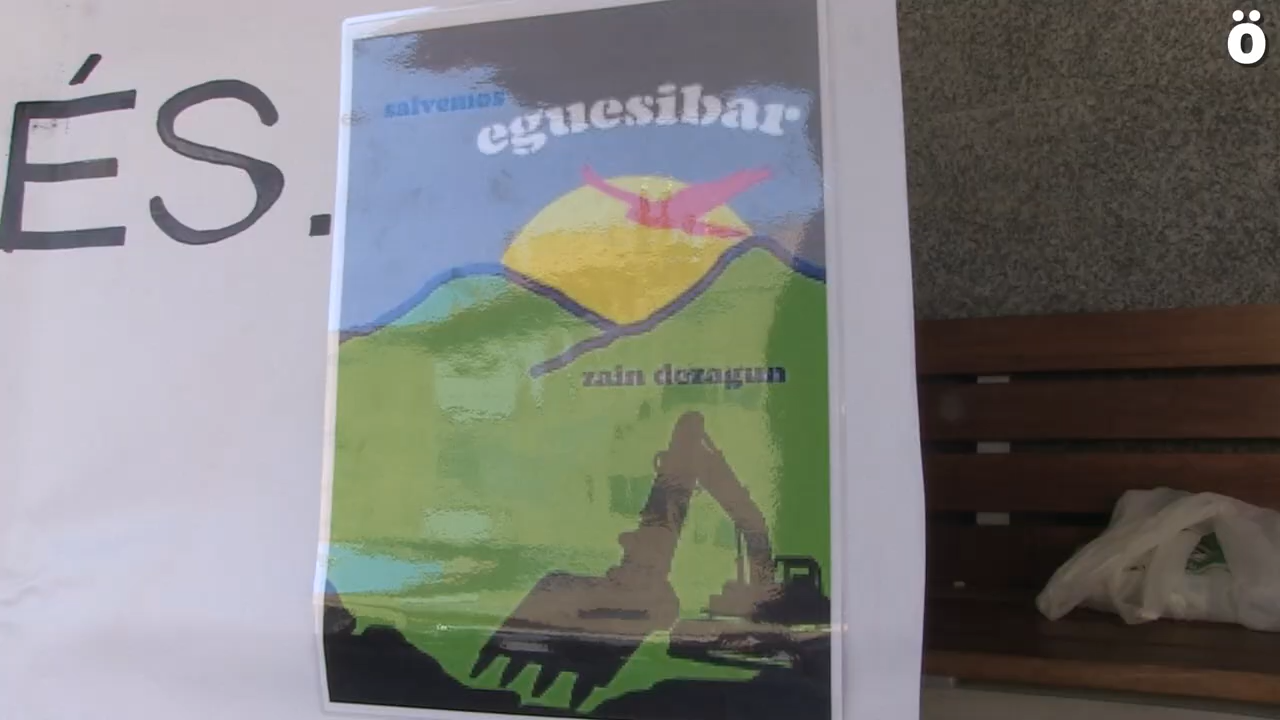 ÉS.
salvemos
eguesibar
zain dezagun
Ö